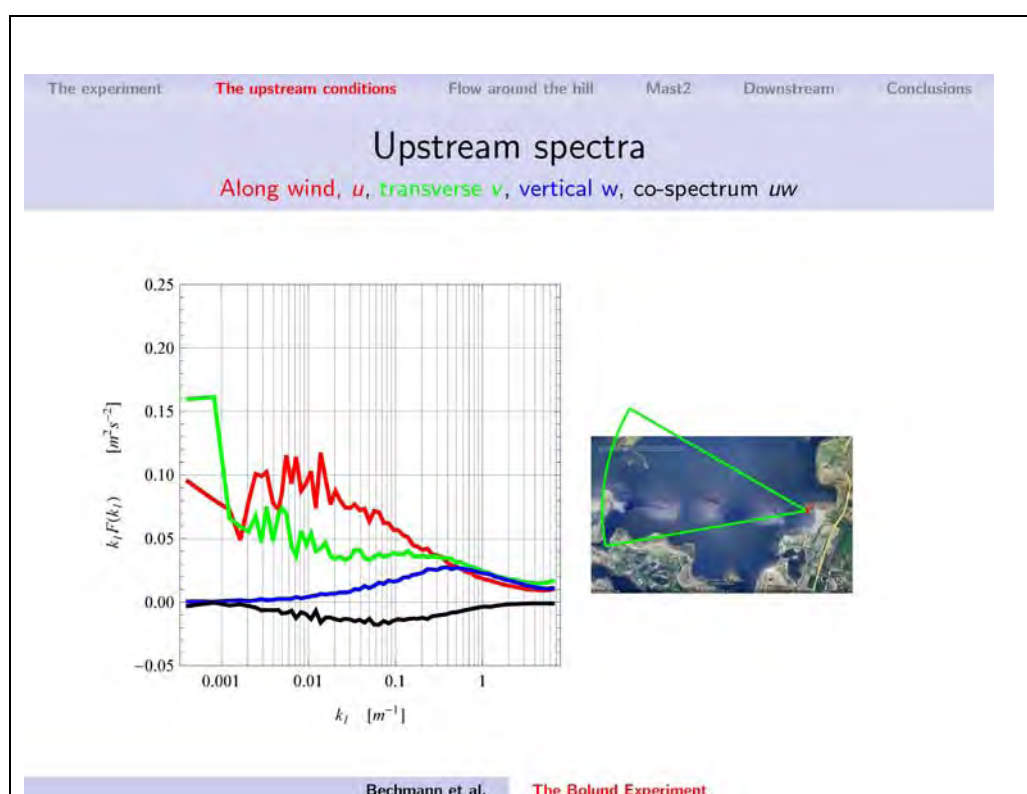 The experiment The upstream conditions Flow around the hill Mast2 Downstream Conclusions
Upstream spectra
Along wind, u, transverse v, vertical w, co-spectrum uw
0.25
0.20
0.15
0.10
0.05
0.00
−0.05
k₁F(k₁) [m²s⁻²]
0.001 0.01 0.1 1
k₁ [m⁻¹]
Bechmann et al. The Bolund Experiment